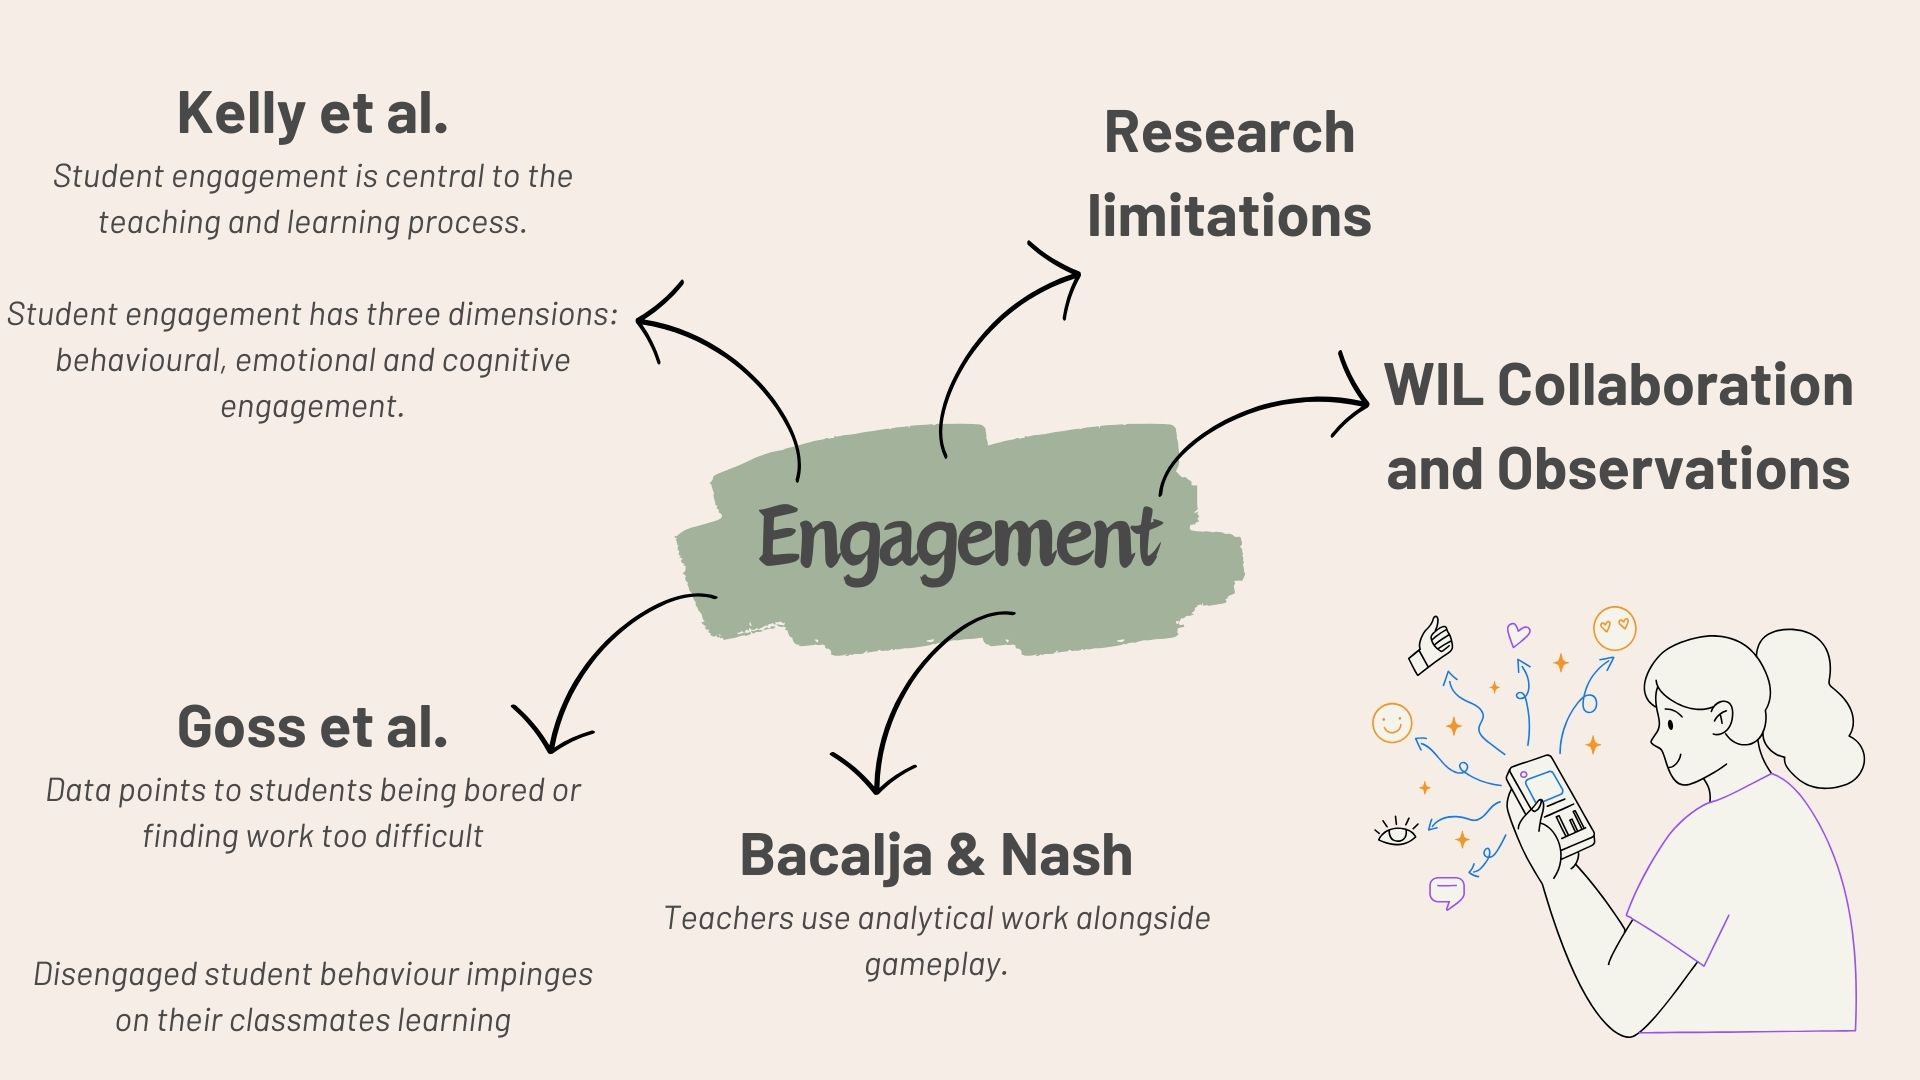 Kelly et al.
Student engagement is central to the
teaching and learning process.
Student engagement has three dimensions:
behavioural, emotional and cognitive
engagement.
Research
limitations
WIL Collaboration
and Observations
Engagement
Goss et al.
Data points to students being bored or
finding work too difficult
Disengaged student behaviour impinges
on their classmates learning
Bacalja & Nash
Teachers use analytical work alongside
gameplay.